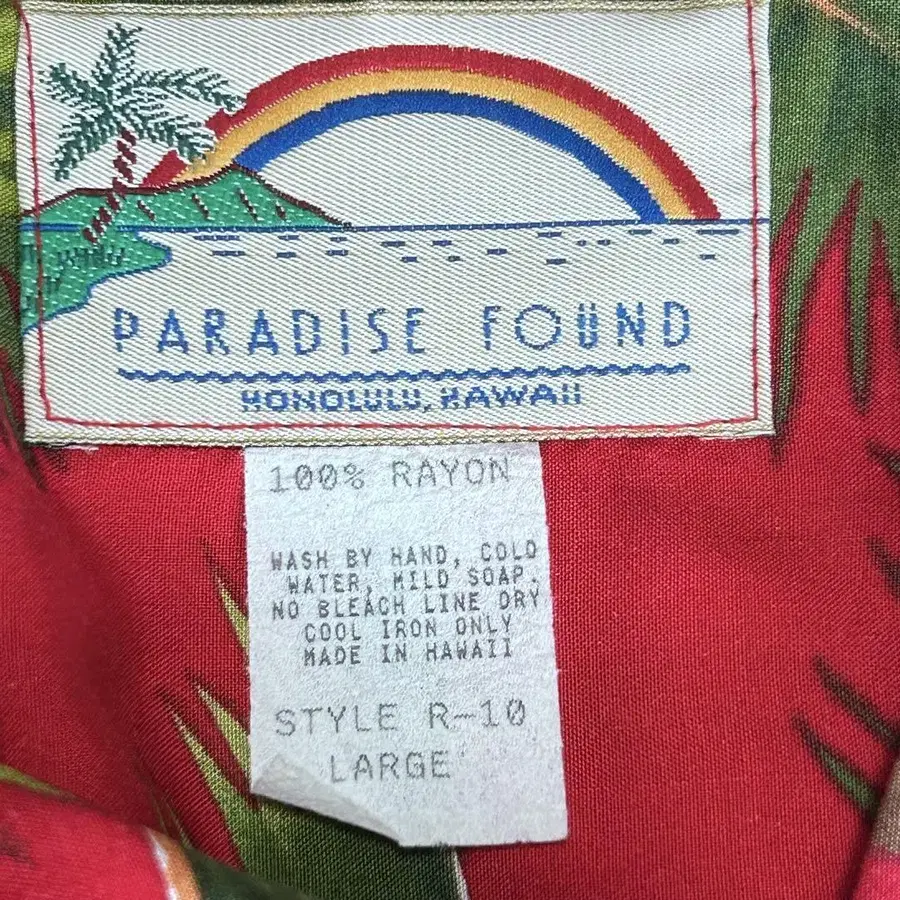 PARADISE FOUND
HONOLULU, HAWAII
100% RAYON
WASH BY HAND, COLD
WATER, MILD SOAP.
NO BLEACH LINE DRY
COOL IRON ONLY
MADE IN HAWAII
STYLE R-10
LARGE